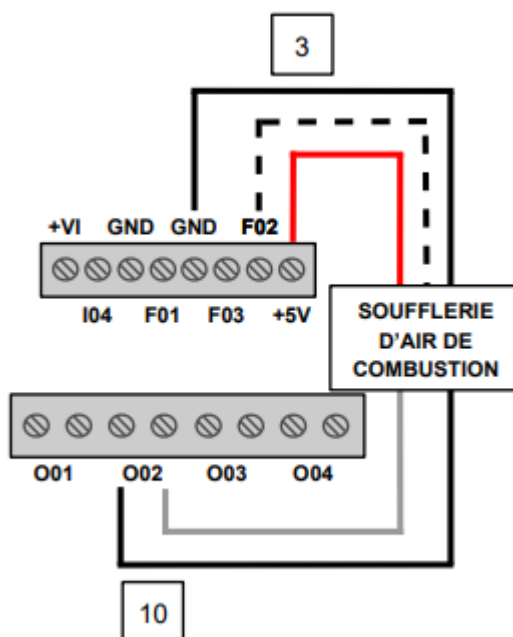 3
+VI GND GND F02
I04 F01 F03 +5V
SOUFFLERIE
D'AIR DE
COMBUSTION
O01 O02 O03 O04
10